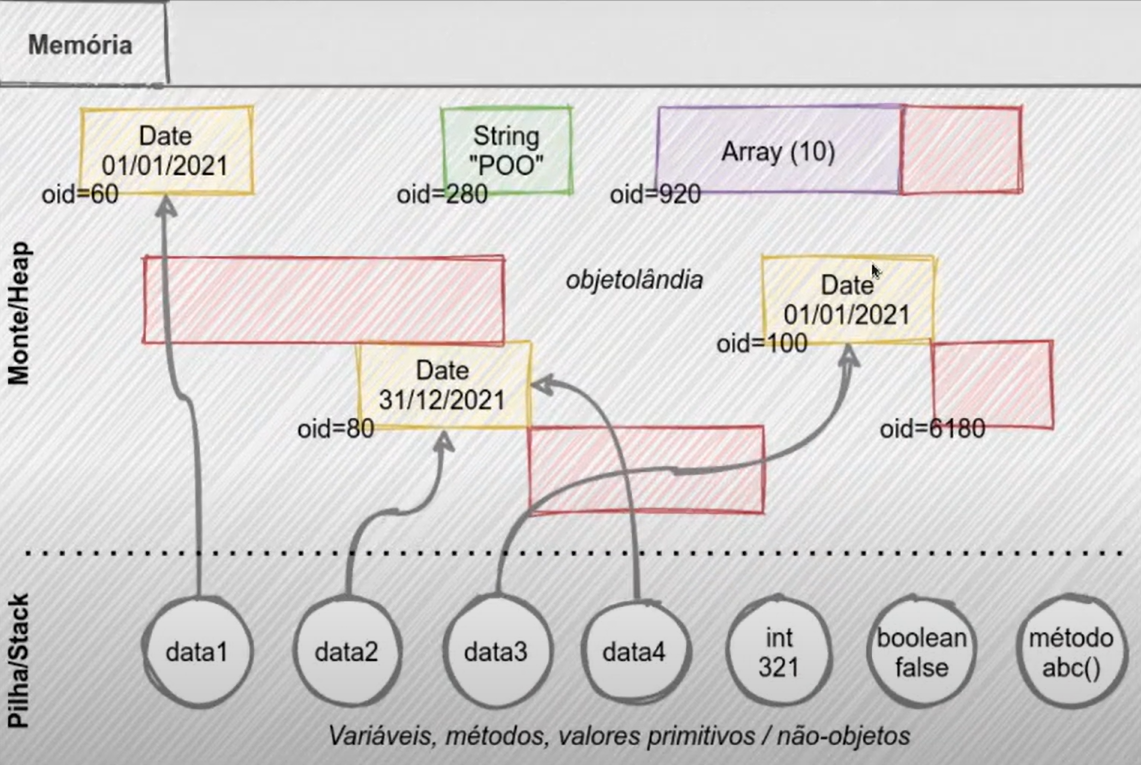 Memória
Date
01/01/2021
oid=60
String
"POO"
oid=280
Array (10)
oid=920
Monte/Heap
objetolândia
Date
01/01/2021
oid=100
Date
31/12/2021
oid=80
oid=6180
Pilha/Stack
data1
data2
data3
data4
int
321
boolean
false
método
abc()
Variáveis, métodos, valores primitivos / não-objetos